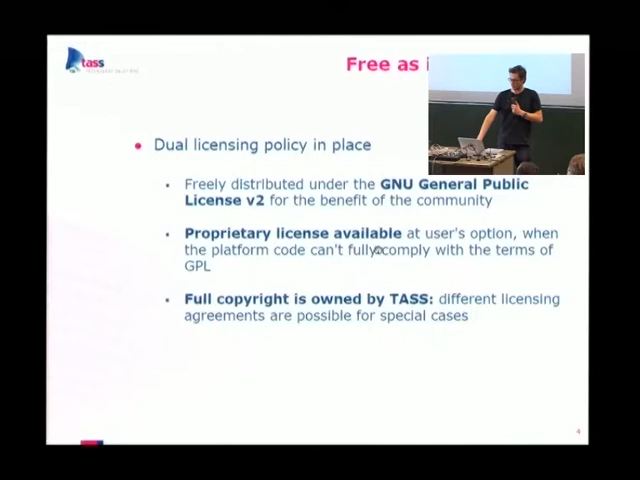 tass
Free as i
Dual licensing policy in place
Freely distributed under the GNU General Public
License v2 for the benefit of the community
Proprietary license available at user's option, when
the platform code can't fully comply with the terms of
GPL
Full copyright is owned by TASS: different licensing
agreements are possible for special cases
4